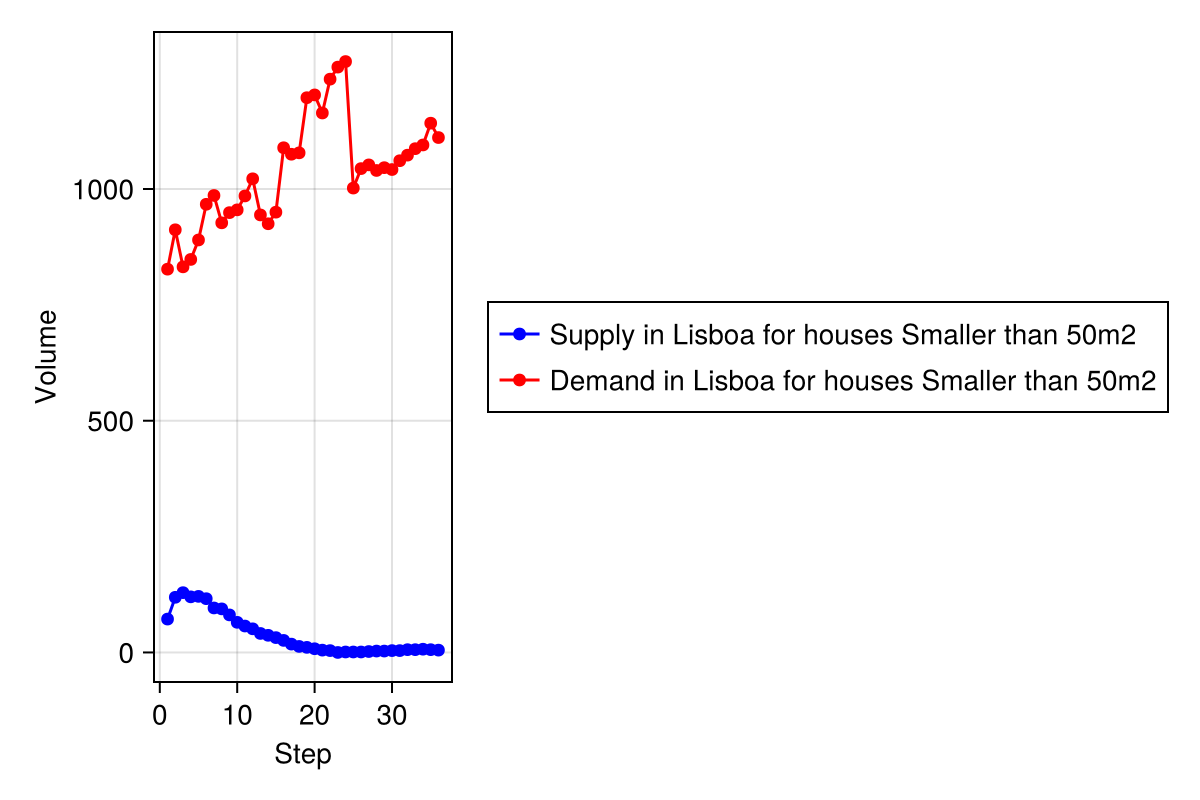 1000
500
0
Volume
0 10 20 30
Step
Supply in Lisboa for houses Smaller than 50m2
Demand in Lisboa for houses Smaller than 50m2